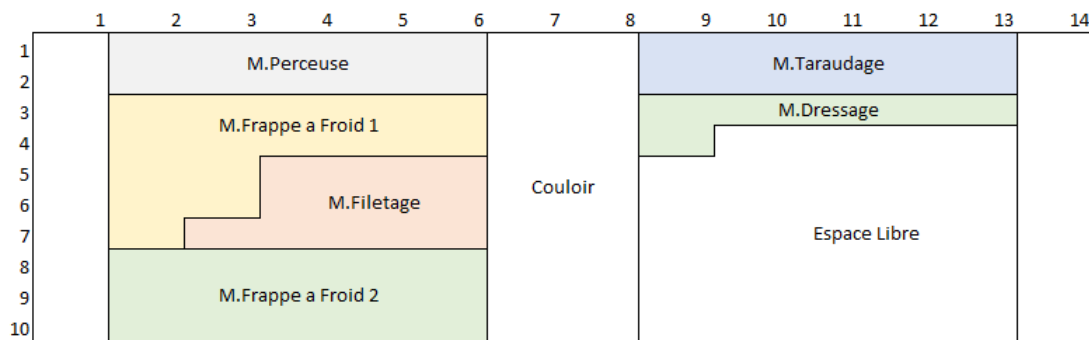 1 2 3 4 5 6 7 8 9 10 11 12 13 14
1
M.Perceuse M.Taraudage
2
3 M.Dressage
M.Frappe a Froid 1
4
5
Couloir
6 M.Filetage
7 Espace Libre
8
9 M.Frappe a Froid 2
10